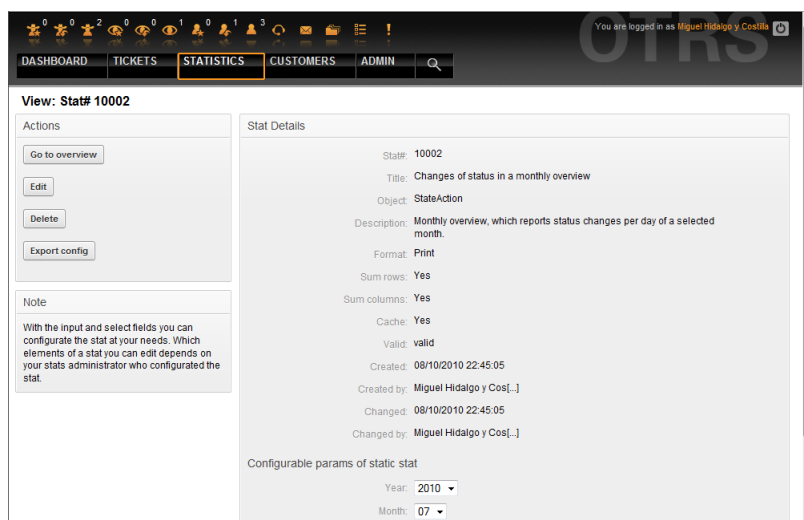 0 0 2 0 0 1 0 1 3
You are logged in as Miguel Hidalgo y Costilla
OTRS
DASHBOARD TICKETS STATISTICS CUSTOMERS ADMIN
View: Stat# 10002
Actions
Go to overview
Edit
Delete
Export config
Note
With the input and select fields you can
configure the stat at your needs. Which
elements of a stat you can edit depends on
your stats administrator who configurated the
stat.
Stat Details
Stat#: 10002
Title: Changes of status in a monthly overview
Object: StateAction
Description: Monthly overview, which reports status changes per day of a selected
month.
Format: Print
Sum rows: Yes
Sum columns: Yes
Cache: Yes
Valid: valid
Created: 08/10/2010 22:45:05
Created by: Miguel Hidalgo y Cos[...]
Changed: 08/10/2010 22:45:05
Changed by: Miguel Hidalgo y Cos[...]
Configurable params of static stat
Year: 2010
Month: 07